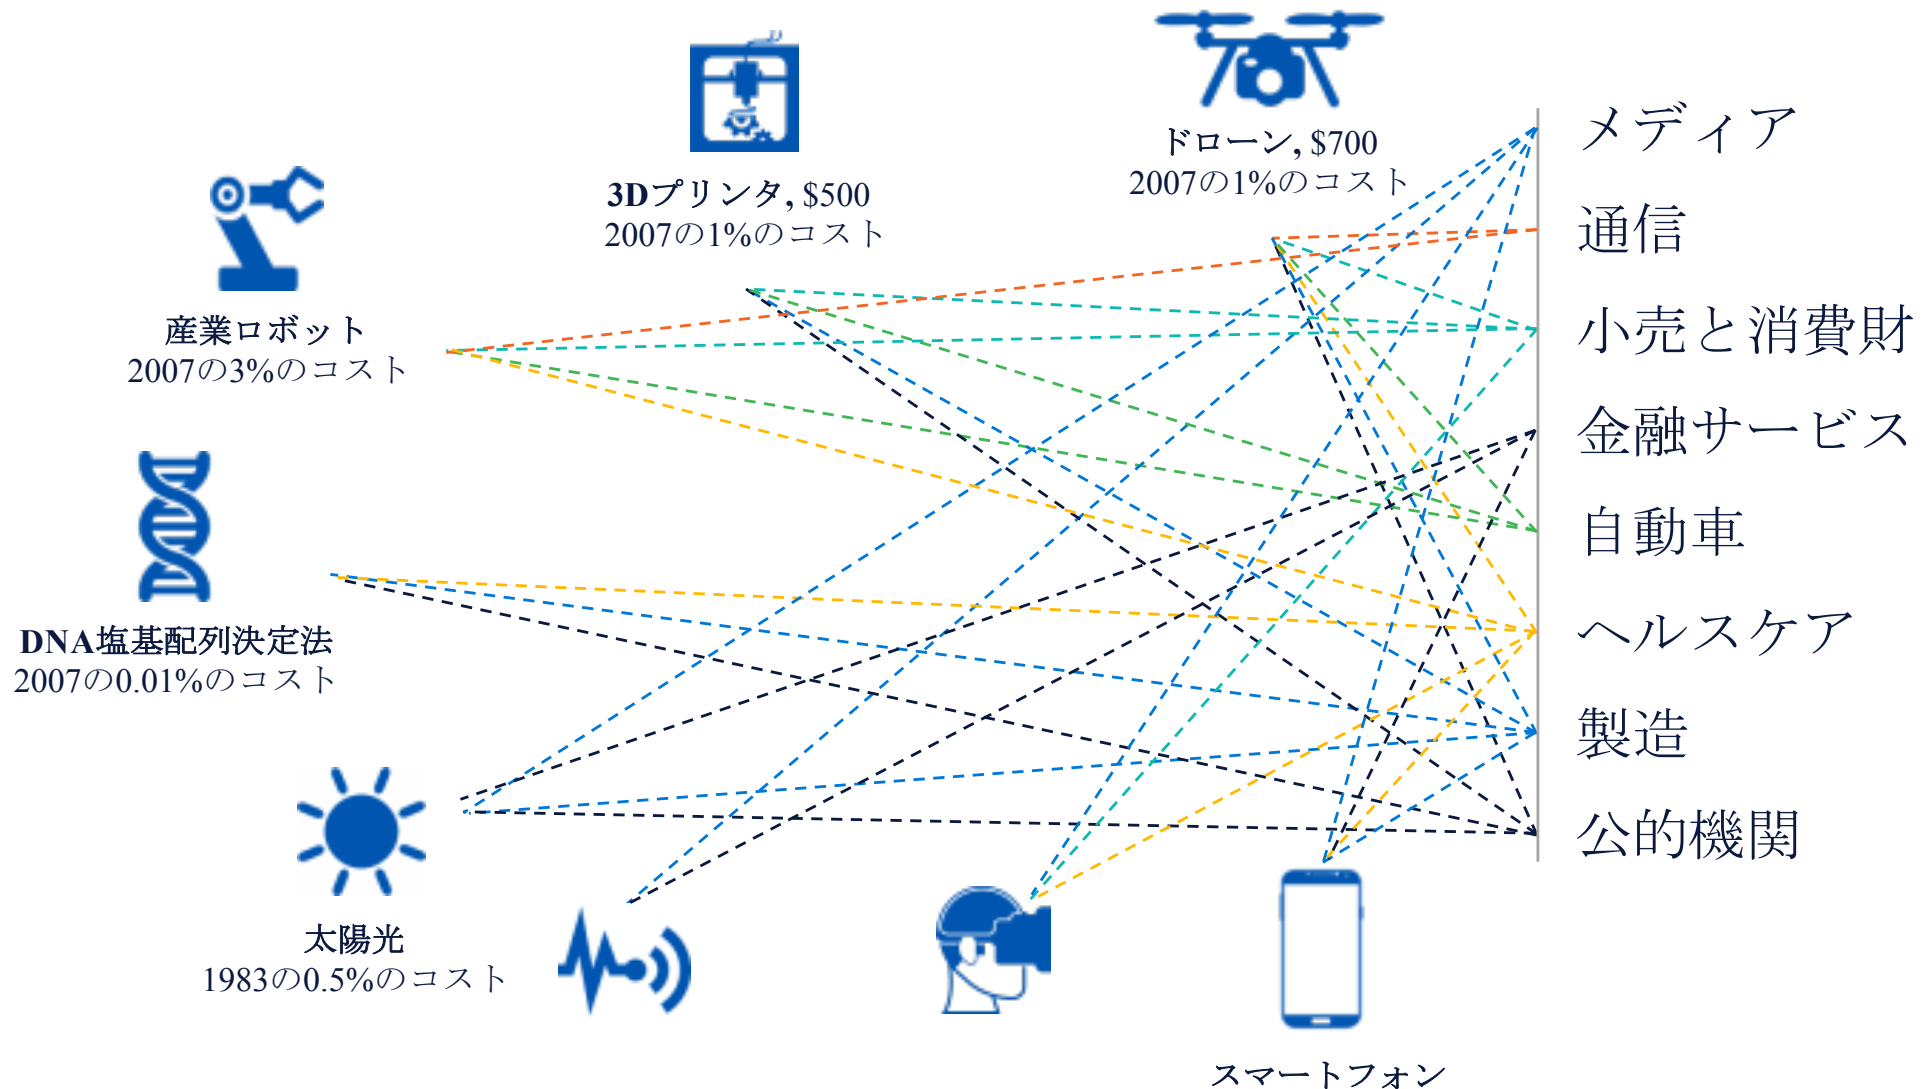 ドローン, $700
2007の1%のコスト
3Dプリンタ, $500
2007の1%のコスト
産業ロボット
2007の3%のコスト
DNA塩基配列決定法
2007の0.01%のコスト
太陽光
1983の0.5%のコスト
スマートフォン
メディア
通信
小売と消費財
金融サービス
自動車
ヘルスケア
製造
公的機関